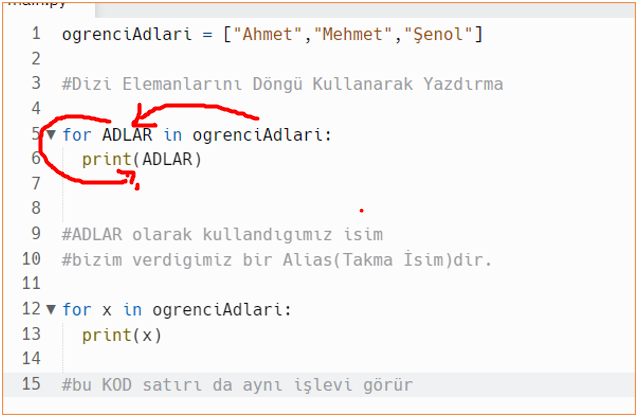 main.py
1 ogrenciAdlari = ["Ahmet","Mehmet","Şenol"]
2
3 #Dizi Elemanlarını Döngü Kullanarak Yazdırma
4
5 for ADLAR in ogrenciAdlari:
6 print(ADLAR)
7
8
9 #ADLAR olarak kullandıgımız isim
10 #bizim verdigimiz bir Alias(Takma İsim)dir.
11
12 for x in ogrenciAdlari:
13 print(x)
14
15 #bu KOD satırı da aynı işlevi görür